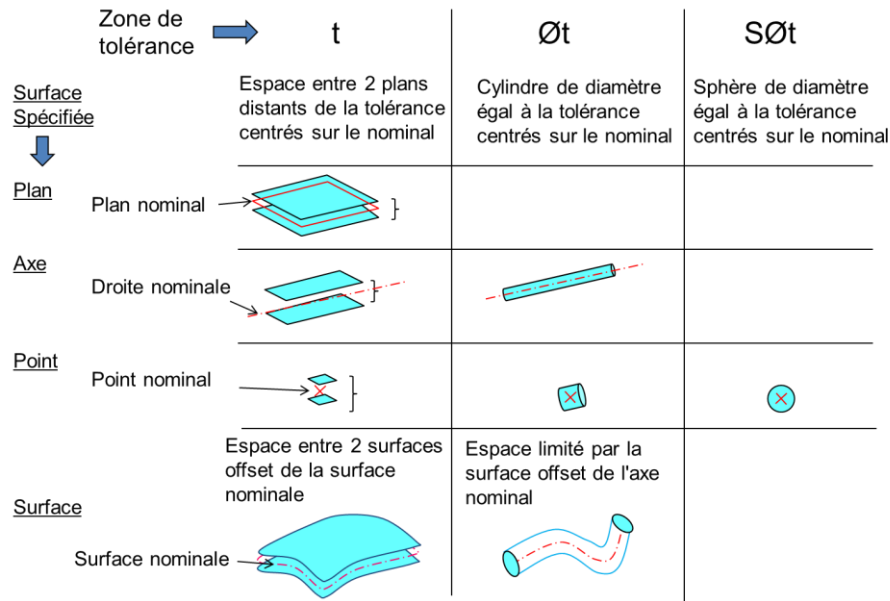 Zone de
tolérance
t
Øt
SØt
Surface
Spécifiée
Espace entre 2 plans
distants de la tolérance
centrés sur le nominal
Cylindre de diamètre
égal à la tolérance
centrés sur le nominal
Sphère de diamètre
égal à la tolérance
centrés sur le nominal
Plan
Plan nominal
Axe
Droite nominale
Point
Point nominal
Espace entre 2 surfaces
offset de la surface
nominale
Espace limité par la
surface offset de l'axe
nominal
Surface
Surface nominale